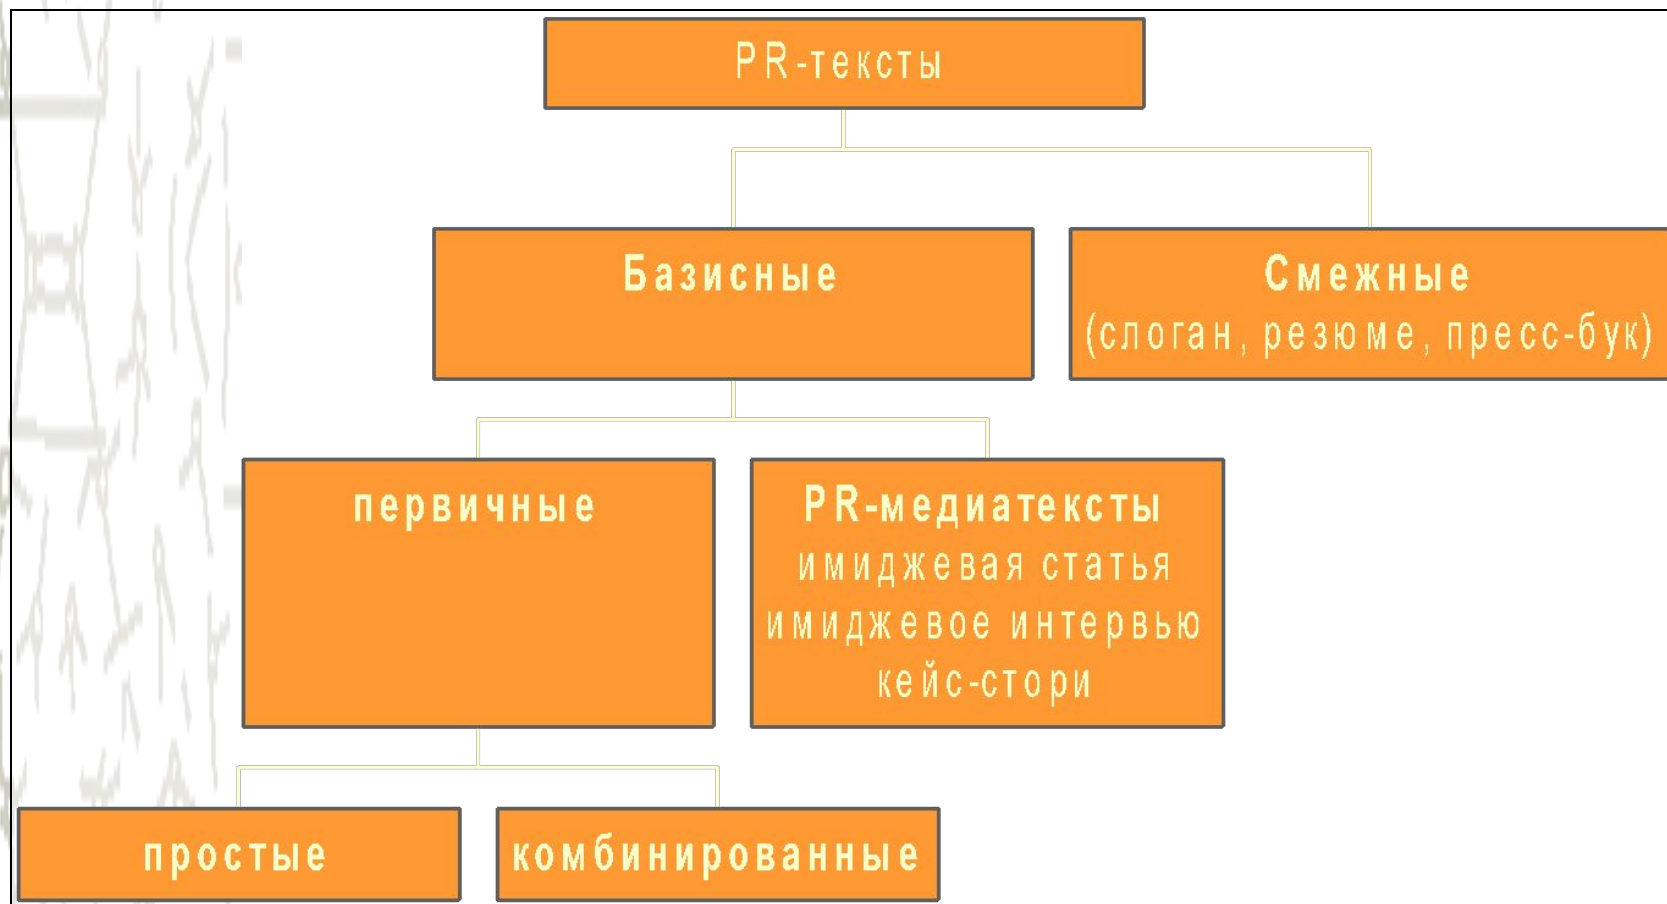 PR-тексты
Базисные
Смежные
(слоган, резюме, пресс-бук)
первичные
PR-медиатексты
имиджевая статья
имиджевое интервью
кейс-стори
простые
комбинированные